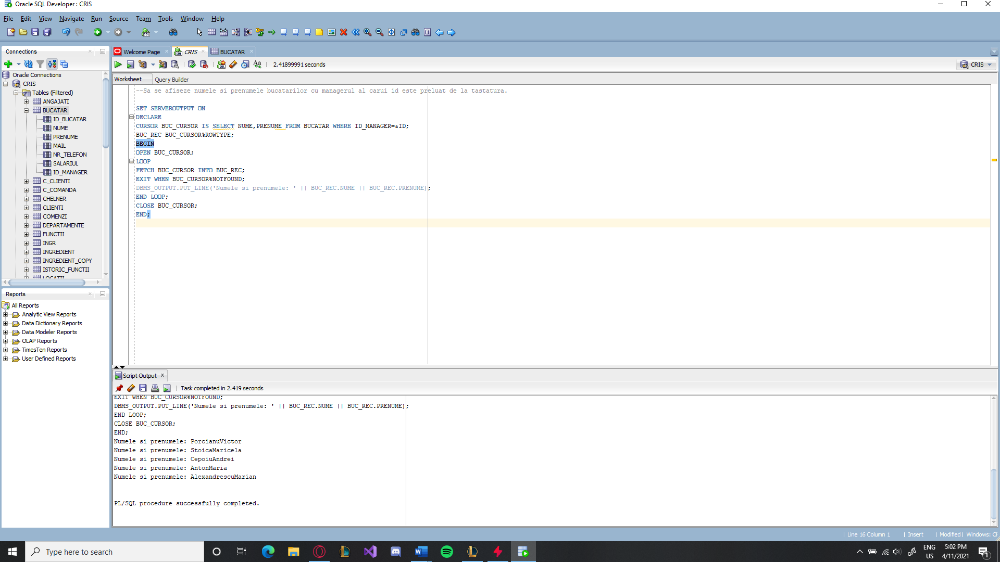 Oracle SQL Developer : CRIS
File Edit View Navigate Run Source Team Tools Window Help
Connections
Oracle Connections
CRIS
Tables (Filtered)
ANGAJATI
BUCATAR
ID_BUCATAR
NUME
PRENUME
MAIL
NR_TELEFON
SALARIUL
ID_MANAGER
C_CLIENTI
C_COMANDA
CHELNER
CLIENTI
COMENZI
DEPARTAMENTE
FUNCTII
INGR
INGREDIENT
INGREDIENT_COPY
ISTORIC_FUNCTII
LOCATII
Reports
All Reports
Analytic View Reports
Data Dictionary Reports
Data Modeler Reports
OLAP Reports
TimesTen Reports
User Defined Reports
Welcome Page CRIS BUCATAR
2.41899991 seconds
CRIS
Worksheet Query Builder
--Sa se afiseze numele si prenumele bucatarilor cu managerul al carui id este preluat de la tastatura.
SET SERVEROUTPUT ON
DECLARE
CURSOR BUC_CURSOR IS SELECT NUME,PRENUME FROM BUCATAR WHERE ID_MANAGER=&ID;
BUC_REC BUC_CURSOR%ROWTYPE;
BEGIN
OPEN BUC_CURSOR;
LOOP
FETCH BUC_CURSOR INTO BUC_REC;
EXIT WHEN BUC_CURSOR%NOTFOUND;
DBMS_OUTPUT.PUT_LINE('Numele si prenumele: ' || BUC_REC.NUME || BUC_REC.PRENUME);
END LOOP;
CLOSE BUC_CURSOR;
END;
Script Output
Task completed in 2.419 seconds
EXIT WHEN BUC_CURSOR%NOTFOUND;
DBMS_OUTPUT.PUT_LINE('Numele si prenumele: ' || BUC_REC.NUME || BUC_REC.PRENUME);
END LOOP;
CLOSE BUC_CURSOR;
END;
Numele si prenumele: PorcianuVictor
Numele si prenumele: StoicaMaricela
Numele si prenumele: CepoiuAndrei
Numele si prenumele: AntonMaria
Numele si prenumele: AlexandrescuMarian
PL/SQL procedure successfully completed.
Line 16 Column 1 | Insert | Modified | Windows: CF
Type here to search
ENG
US
5:02 PM
4/11/2021
1